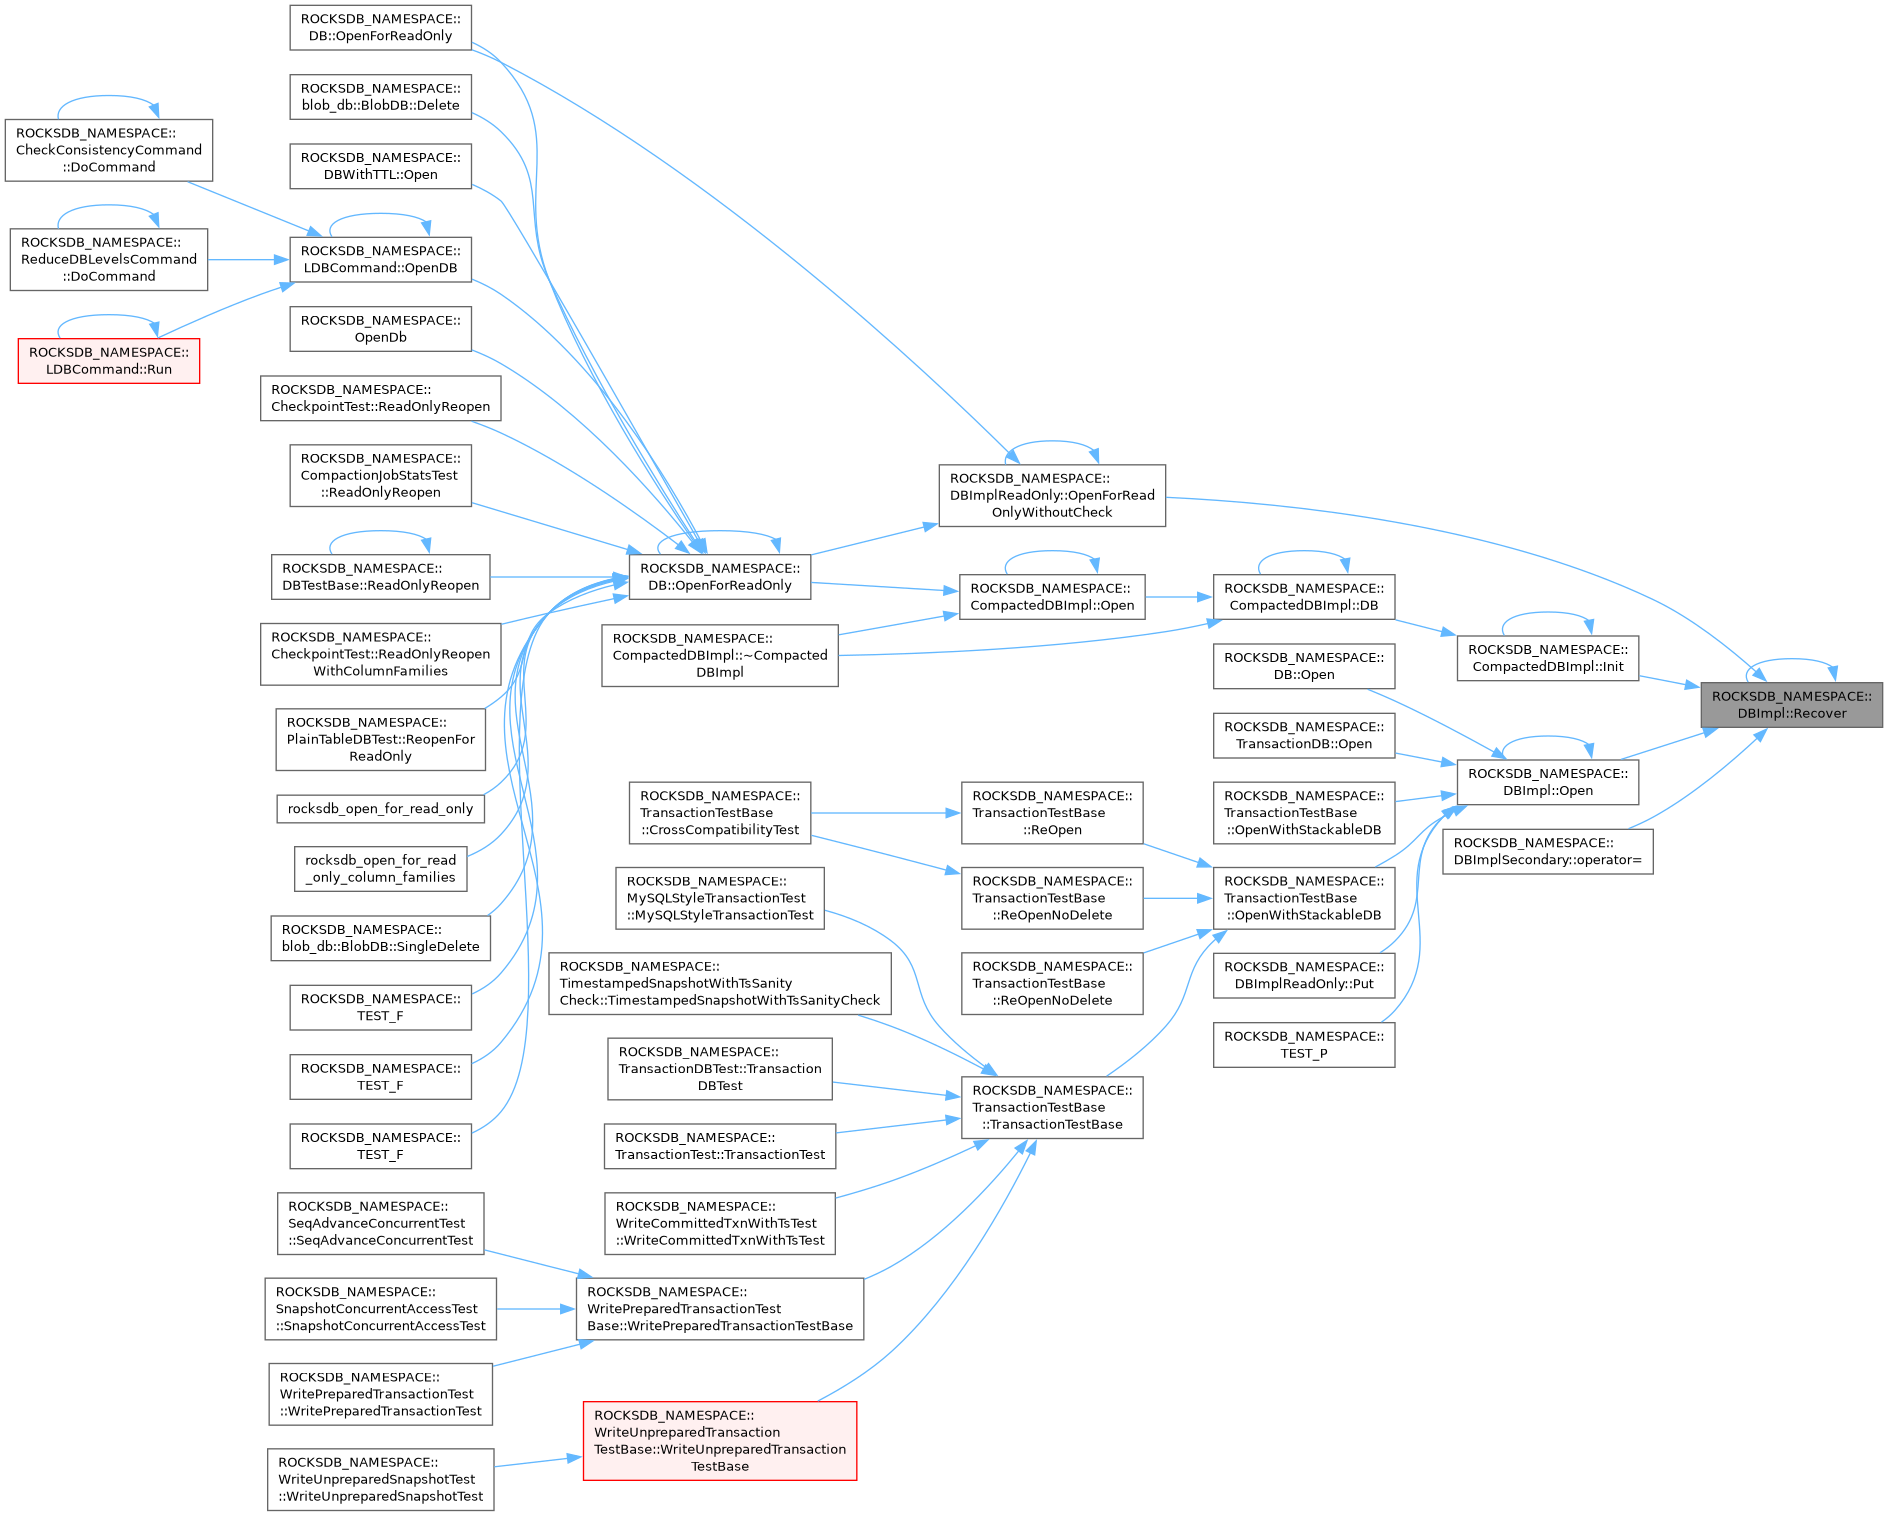 ROCKSDB_NAMESPACE::
DB::OpenForReadOnly
ROCKSDB_NAMESPACE::
blob_db::BlobDB::Delete
ROCKSDB_NAMESPACE::
CheckConsistencyCommand
::DoCommand
ROCKSDB_NAMESPACE::
DBWithTTL::Open
ROCKSDB_NAMESPACE::
ReduceDBLevelsCommand
::DoCommand
ROCKSDB_NAMESPACE::
LDBCommand::OpenDB
ROCKSDB_NAMESPACE::
OpenDb
ROCKSDB_NAMESPACE::
LDBCommand::Run
ROCKSDB_NAMESPACE::
CheckpointTest::ReadOnlyReopen
ROCKSDB_NAMESPACE::
CompactionJobStatsTest
::ReadOnlyReopen
ROCKSDB_NAMESPACE::
DBImplReadOnly::OpenForRead
OnlyWithoutCheck
ROCKSDB_NAMESPACE::
DBTestBase::ReadOnlyReopen
ROCKSDB_NAMESPACE::
DB::OpenForReadOnly
ROCKSDB_NAMESPACE::
CompactedDBImpl::Open
ROCKSDB_NAMESPACE::
CompactedDBImpl::DB
ROCKSDB_NAMESPACE::
CheckpointTest::ReadOnlyReopen
WithColumnFamilies
ROCKSDB_NAMESPACE::
CompactedDBImpl::~Compacted
DBImpl
ROCKSDB_NAMESPACE::
DB::Open
ROCKSDB_NAMESPACE::
CompactedDBImpl::Init
ROCKSDB_NAMESPACE::
DBImpl::Recover
ROCKSDB_NAMESPACE::
PlainTableDBTest::ReopenFor
ReadOnly
ROCKSDB_NAMESPACE::
TransactionDB::Open
ROCKSDB_NAMESPACE::
DBImpl::Open
rocksdb_open_for_read_only
ROCKSDB_NAMESPACE::
TransactionTestBase
::CrossCompatibilityTest
ROCKSDB_NAMESPACE::
TransactionTestBase
::ReOpen
ROCKSDB_NAMESPACE::
TransactionTestBase
::OpenWithStackableDB
ROCKSDB_NAMESPACE::
DBImplSecondary::operator=
rocksdb_open_for_read
_only_column_families
ROCKSDB_NAMESPACE::
MySQLStyleTransactionTest
::MySQLStyleTransactionTest
ROCKSDB_NAMESPACE::
TransactionTestBase
::ReOpenNoDelete
ROCKSDB_NAMESPACE::
TransactionTestBase
::OpenWithStackableDB
ROCKSDB_NAMESPACE::
blob_db::BlobDB::SingleDelete
ROCKSDB_NAMESPACE::
TimestampedSnapshotWithTsSanity
Check::TimestampedSnapshotWithTsSanityCheck
ROCKSDB_NAMESPACE::
TransactionTestBase
::ReOpenNoDelete
ROCKSDB_NAMESPACE::
DBImplReadOnly::Put
ROCKSDB_NAMESPACE::
TEST_F
ROCKSDB_NAMESPACE::
TEST_P
ROCKSDB_NAMESPACE::
TransactionDBTest::Transaction
DBTest
ROCKSDB_NAMESPACE::
TEST_F
ROCKSDB_NAMESPACE::
TransactionTestBase
::TransactionTestBase
ROCKSDB_NAMESPACE::
TEST_F
ROCKSDB_NAMESPACE::
TransactionTest::TransactionTest
ROCKSDB_NAMESPACE::
SeqAdvanceConcurrentTest
::SeqAdvanceConcurrentTest
ROCKSDB_NAMESPACE::
WriteCommittedTxnWithTsTest
::WriteCommittedTxnWithTsTest
ROCKSDB_NAMESPACE::
SnapshotConcurrentAccessTest
::SnapshotConcurrentAccessTest
ROCKSDB_NAMESPACE::
WritePreparedTransactionTest
Base::WritePreparedTransactionTestBase
ROCKSDB_NAMESPACE::
WritePreparedTransactionTest
::WritePreparedTransactionTest
ROCKSDB_NAMESPACE::
WriteUnpreparedTransaction
TestBase::WriteUnpreparedTransaction
TestBase
ROCKSDB_NAMESPACE::
WriteUnpreparedSnapshotTest
::WriteUnpreparedSnapshotTest